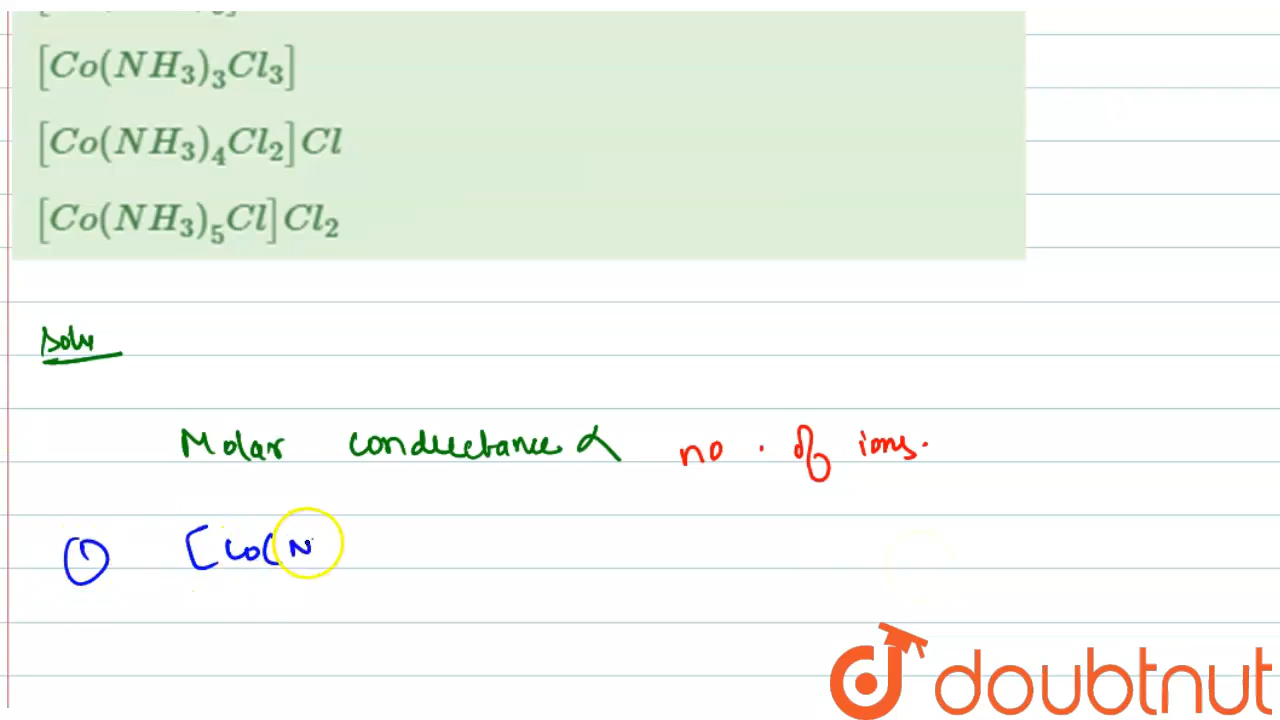 [Co(NH₃)₃Cl₃]
[Co(NH₃)₄Cl₂]Cl
[Co(NH₃)₅Cl]Cl₂
Soln
Molar conductance ∝ no. of ions.
① [Co(N
doubtnut